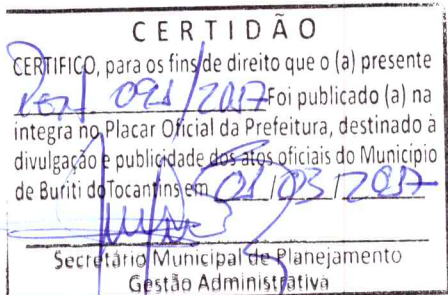 CERTIDÃO
CERTIFICO, para os fins de direito que o (a) presente
Port. 091/2017 Foi publicado (a) na
integra no Placar Oficial da Prefeitura, destinado à
divulgação e publicidade dos atos oficiais do Município
de Buriti do Tocantins em 01/03/2017
Secretário Municipal de Planejamento
Gestão Administrativa